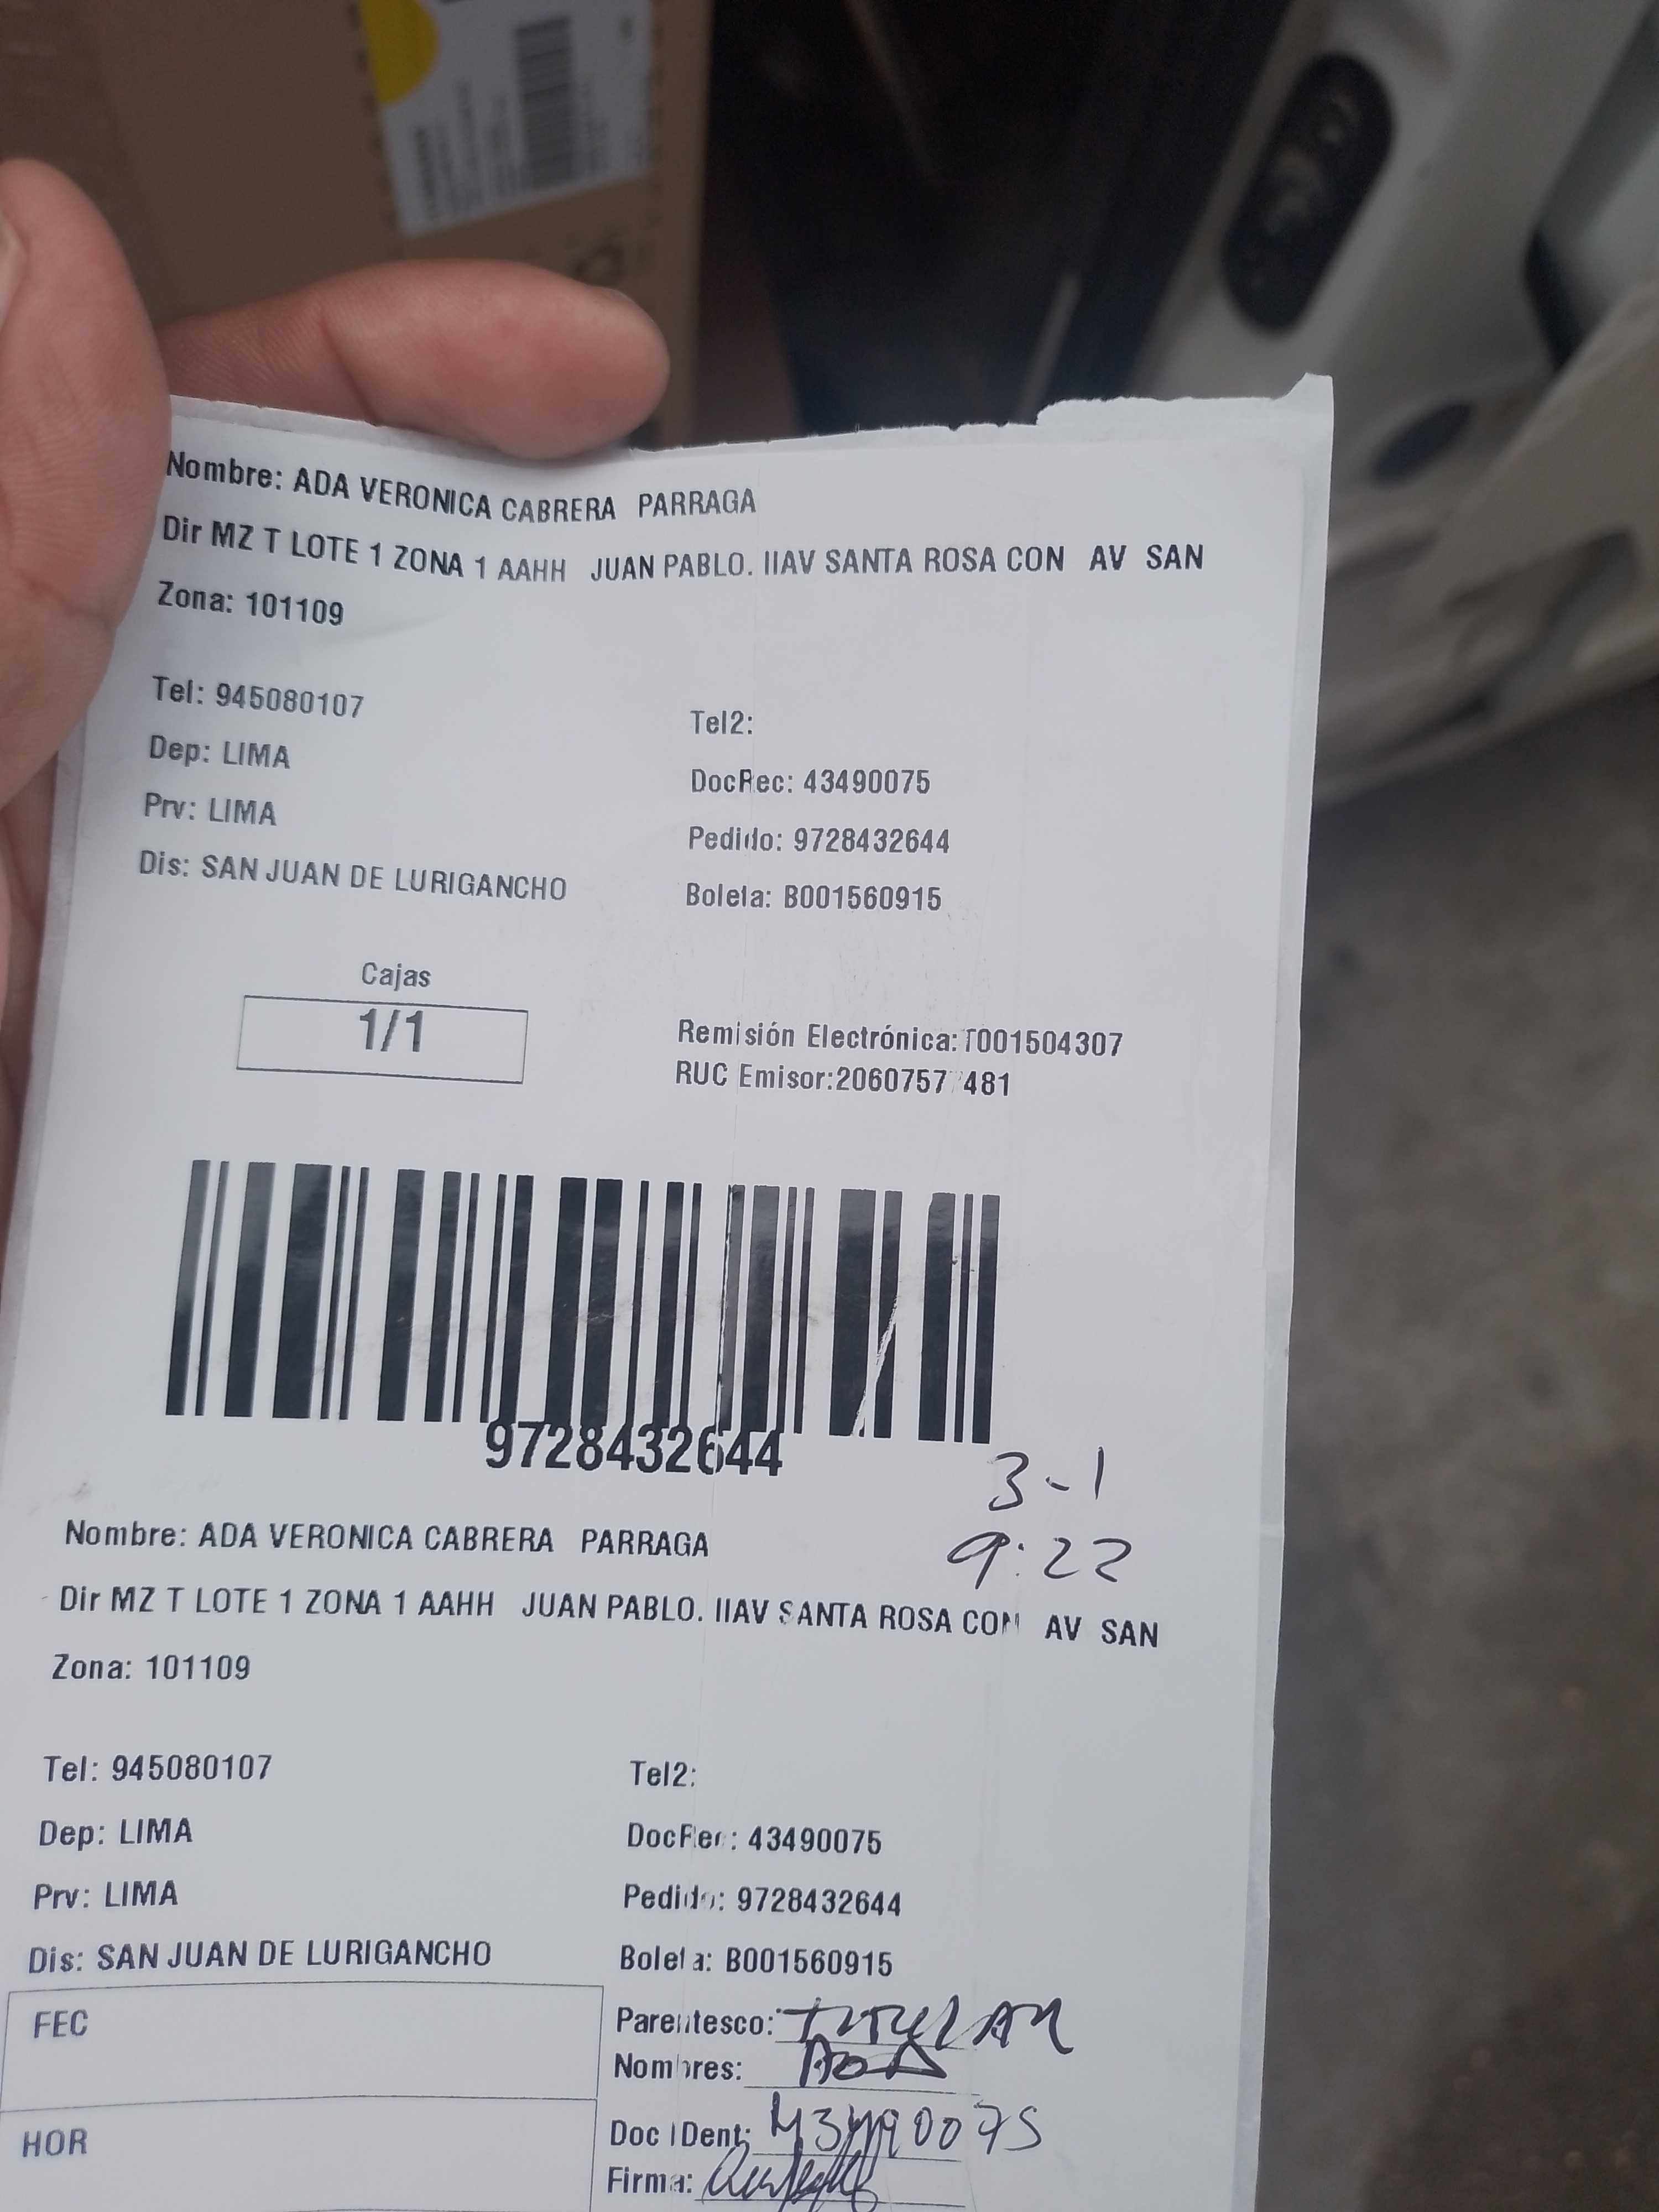 Nombre: ADA VERONICA CABRERA PARRAGA
Dir MZ T LOTE 1 ZONA 1 AAHH JUAN PABLO. IIAV SANTA ROSA CON AV SAN
Zona: 101109
Tel: 945080107
Tel2:
Dep: LIMA
DocRec: 43490075
Prv: LIMA
Pedido: 9728432644
Dis: SAN JUAN DE LURIGANCHO
Boleta: B001560915
Cajas
1/1
Remisión Electrónica:T001504307
RUC Emisor:2060757 481
9728432644
3-1
9:22
Nombre: ADA VERONICA CABRERA PARRAGA
Dir MZ T LOTE 1 ZONA 1 AAHH JUAN PABLO. IIAV SANTA ROSA CON AV SAN
Zona: 101109
Tel: 945080107
Tel2:
Dep: LIMA
DocRec: 43490075
Prv: LIMA
Pedido: 9728432644
Dis: SAN JUAN DE LURIGANCHO
Boleta: B001560915
FEC
Parentesco: TITULAR
Nombres: ADA
HOR
Doc IDent: 43490075
Firma: